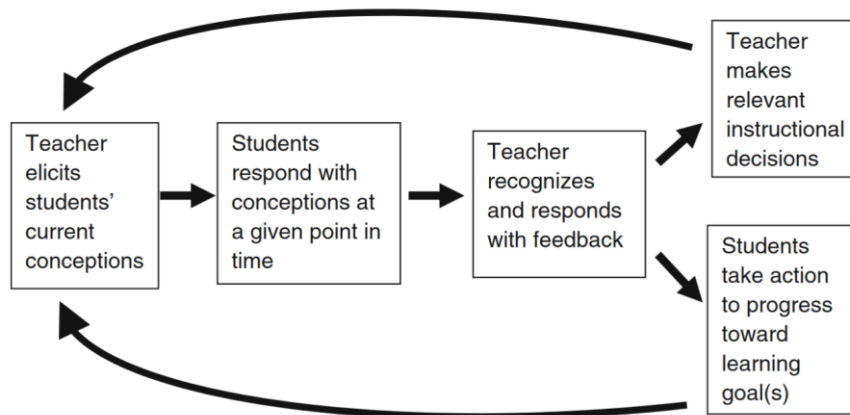 Teacher
elicits
students'
current
conceptions
Students
respond with
conceptions at
a given point in
time
Teacher
recognizes
and responds
with feedback
Teacher
makes
relevant
instructional
decisions
Students
take action
to progress
toward
learning
goal(s)